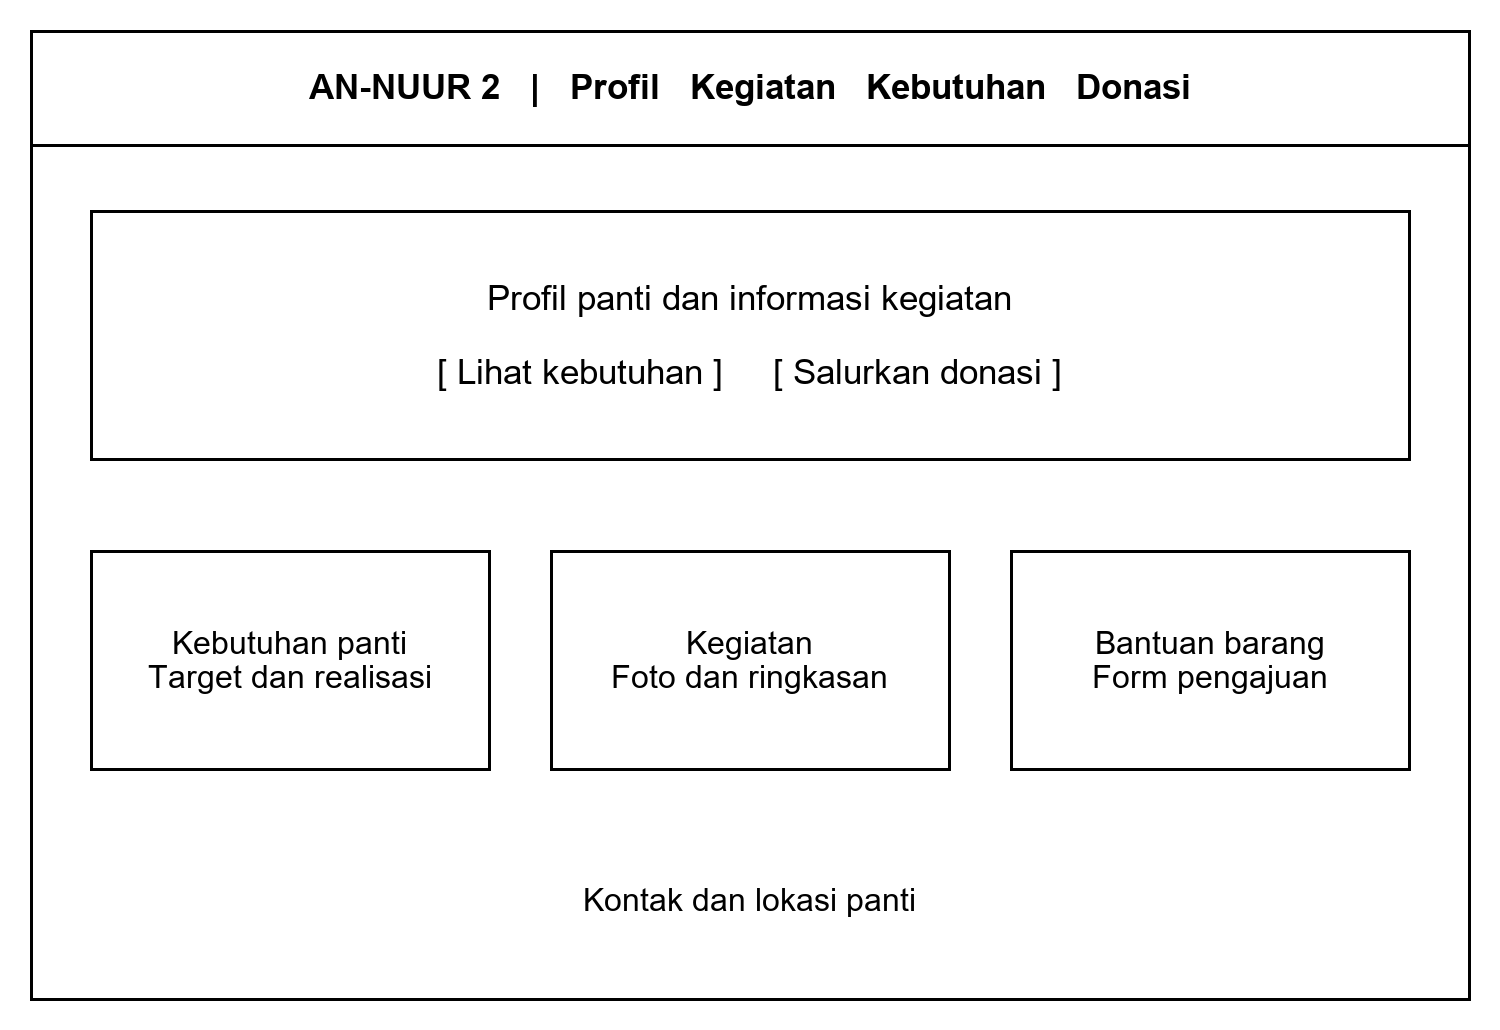 AN-NUUR 2 | Profil Kegiatan Kebutuhan Donasi
Profil panti dan informasi kegiatan
[ Lihat kebutuhan ] [ Salurkan donasi ]
Kebutuhan panti
Target dan realisasi
Kegiatan
Foto dan ringkasan
Bantuan barang
Form pengajuan
Kontak dan lokasi panti